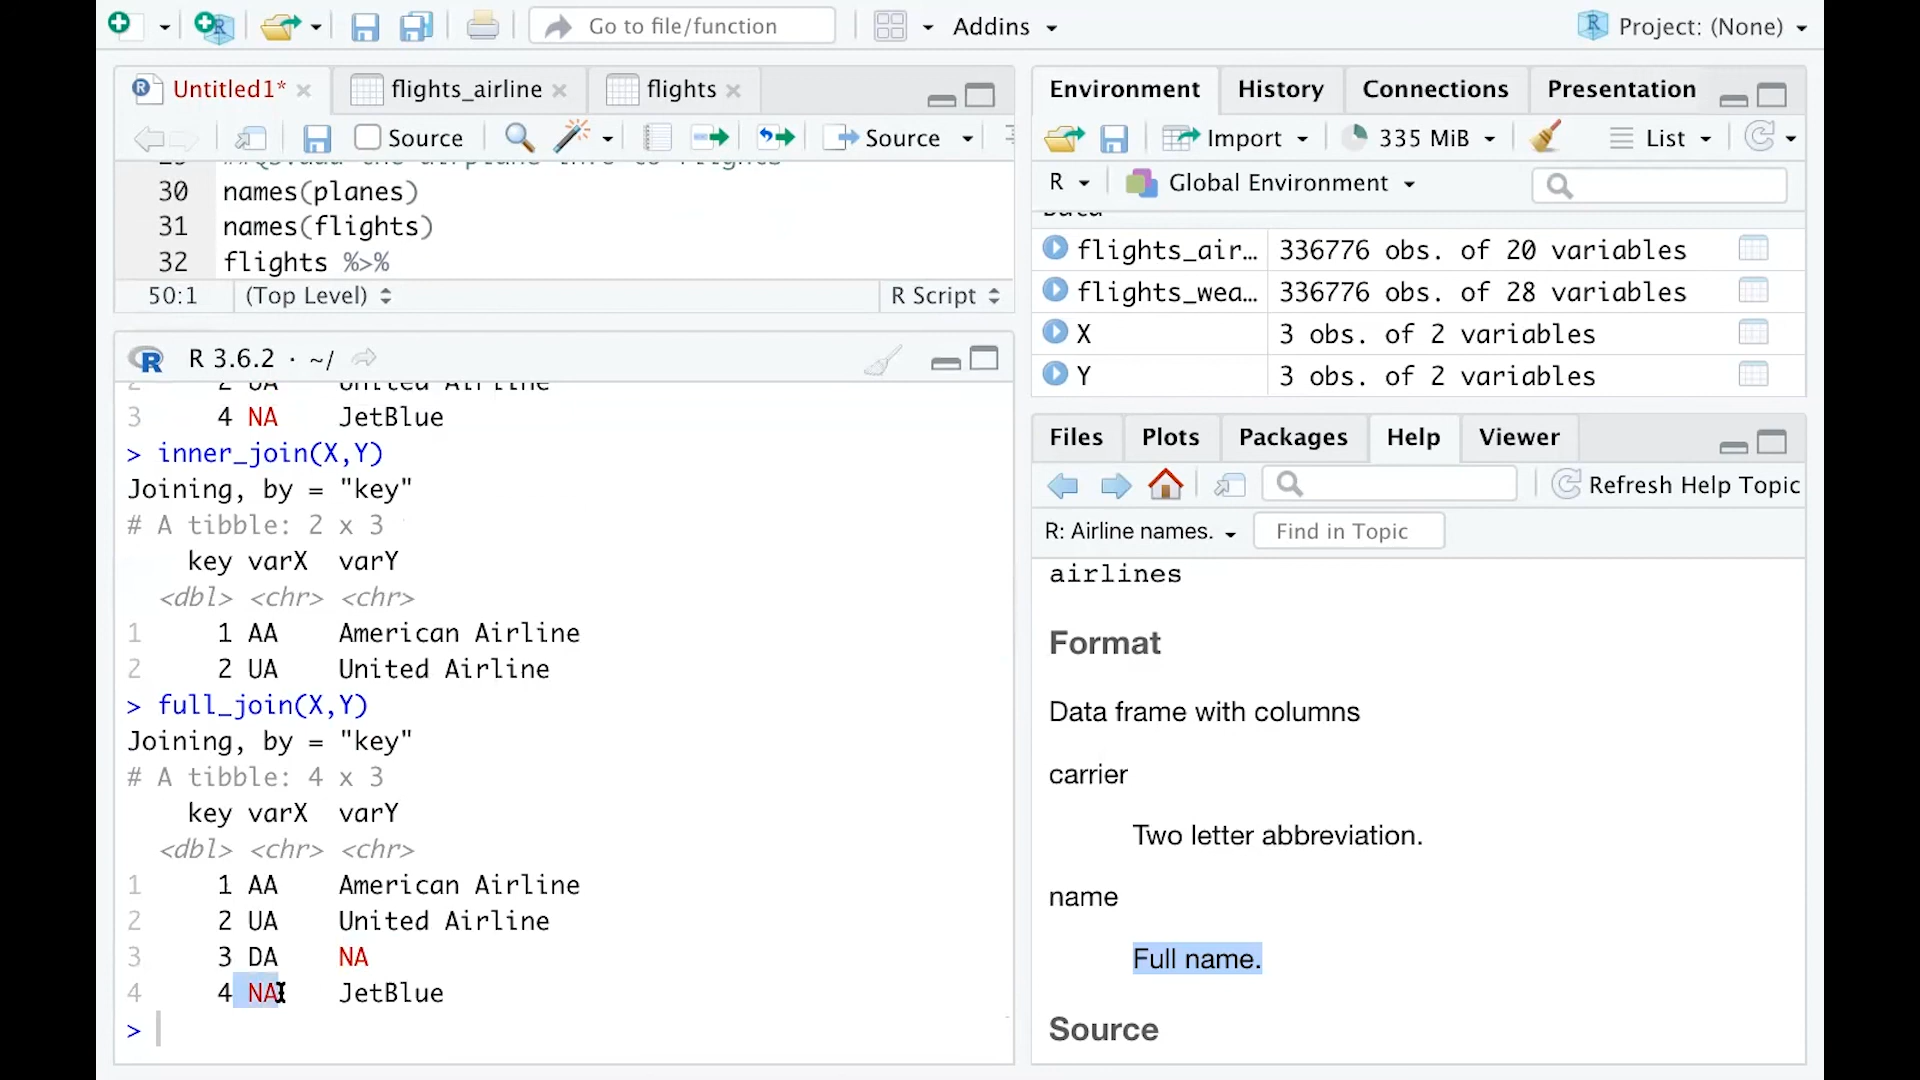 Go to file/function
Addins
Project: (None)
Untitled1*
flights_airline
flights
Source
Source
30 names(planes)
31 names(flights)
32 flights %>%
50:1
(Top Level)
R Script
R 3.6.2 · ~/
2 2 UA United Airline
3 4 NA JetBlue
> inner_join(X,Y)
Joining, by = "key"
# A tibble: 2 x 3
key varX varY
<dbl> <chr> <chr>
1 1 AA American Airline
2 2 UA United Airline
> full_join(X,Y)
Joining, by = "key"
# A tibble: 4 x 3
key varX varY
<dbl> <chr> <chr>
1 1 AA American Airline
2 2 UA United Airline
3 3 DA NA
4 4 NA JetBlue
>
Environment
History
Connections
Presentation
Import
335 MiB
List
R
Global Environment
Data
flights_air… 336776 obs. of 20 variables
flights_wea… 336776 obs. of 28 variables
X 3 obs. of 2 variables
Y 3 obs. of 2 variables
Files
Plots
Packages
Help
Viewer
Refresh Help Topic
R: Airline names.
Find in Topic
airlines
Format
Data frame with columns
carrier
Two letter abbreviation.
name
Full name.
Source